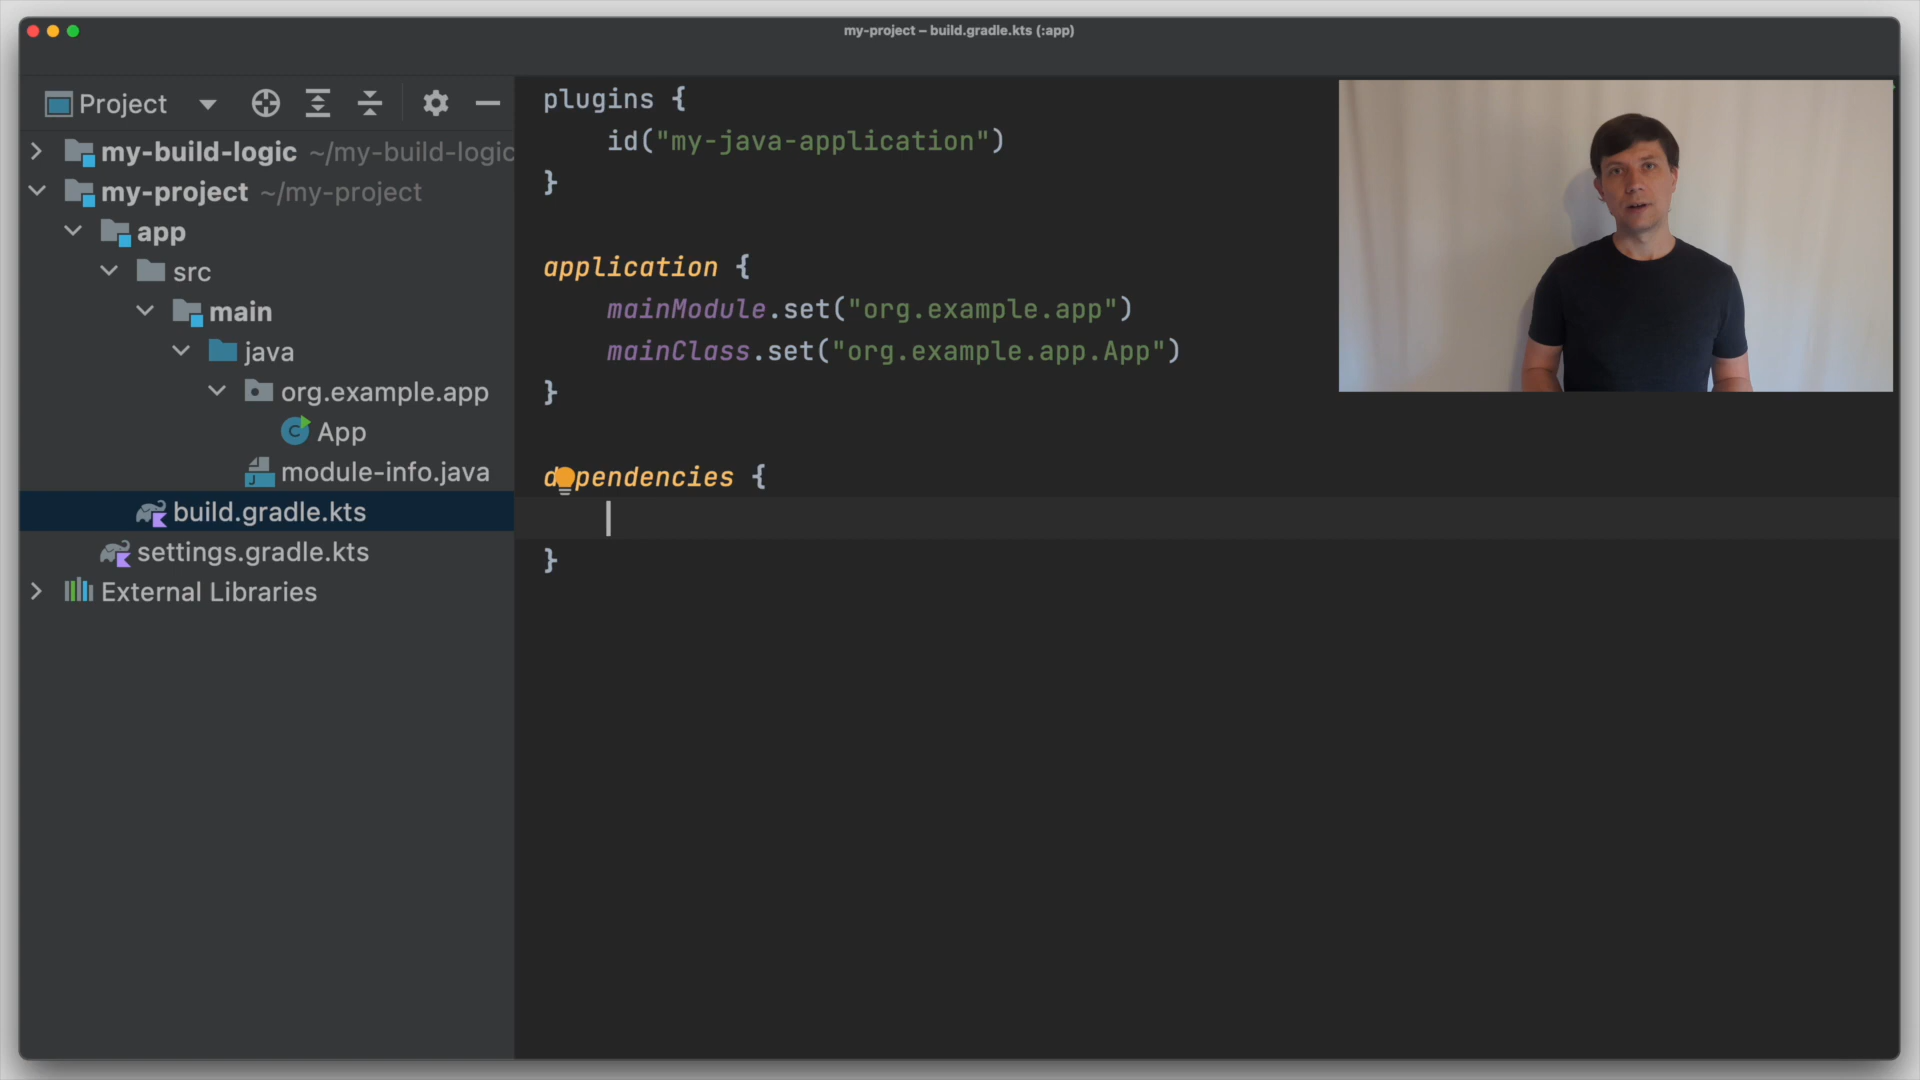 my-project – build.gradle.kts (:app)
Project
my-build-logic ~/my-build-logic
my-project ~/my-project
app
src
main
java
org.example.app
App
module-info.java
build.gradle.kts
settings.gradle.kts
External Libraries
plugins {
    id("my-java-application")
}
application {
    mainModule.set("org.example.app")
    mainClass.set("org.example.app.App")
}
dependencies {
}